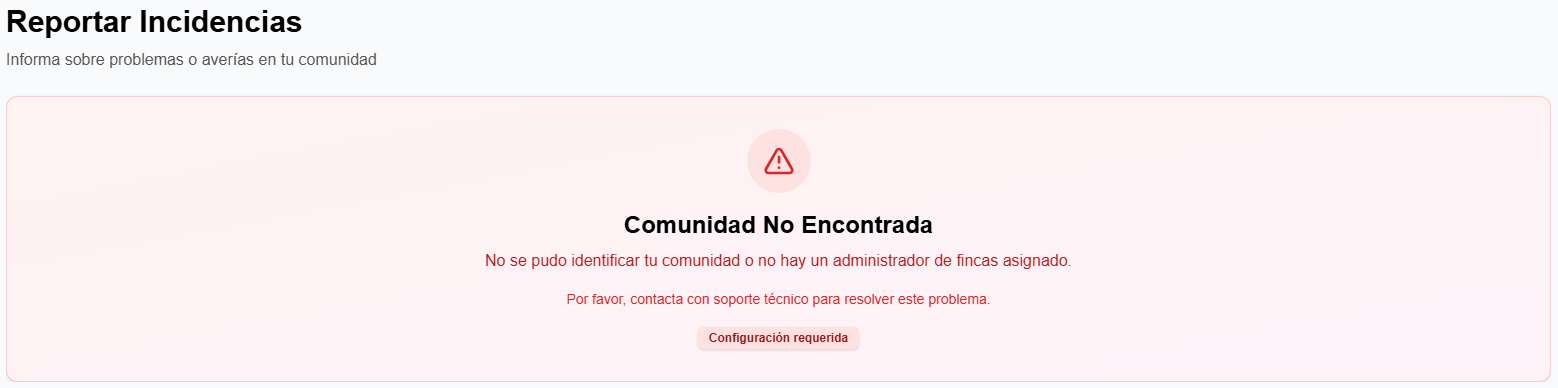 Reportar Incidencias
Informa sobre problemas o averías en tu comunidad
Comunidad No Encontrada
No se pudo identificar tu comunidad o no hay un administrador de fincas asignado.
Por favor, contacta con soporte técnico para resolver este problema.
Configuración requerida